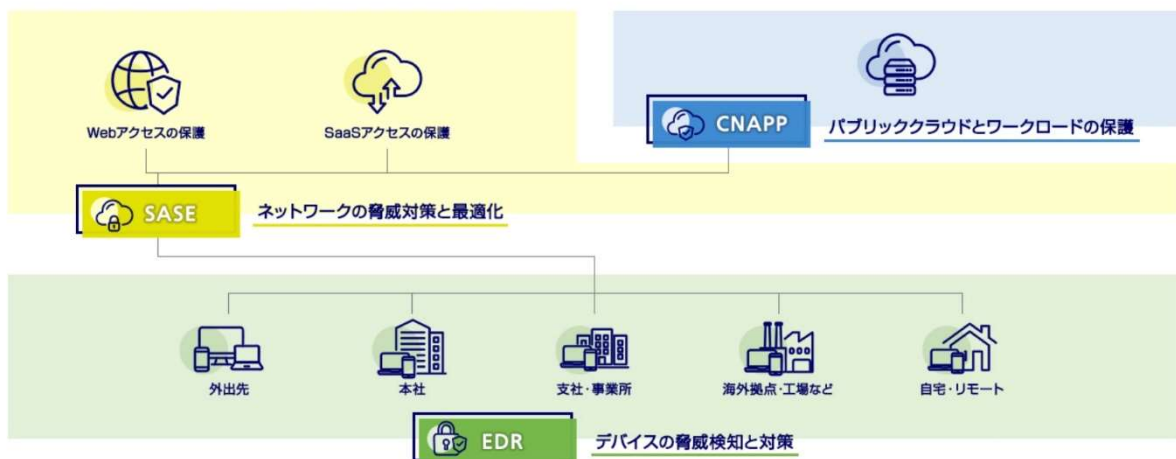 Webアクセスの保護
SaaSアクセスの保護
CNAPP
パブリッククラウドとワークロードの保護
SASE
ネットワークの脅威対策と最適化
外出先
本社
支社・事業所
海外拠点・工場など
自宅・リモート
EDR
デバイスの脅威検知と対策